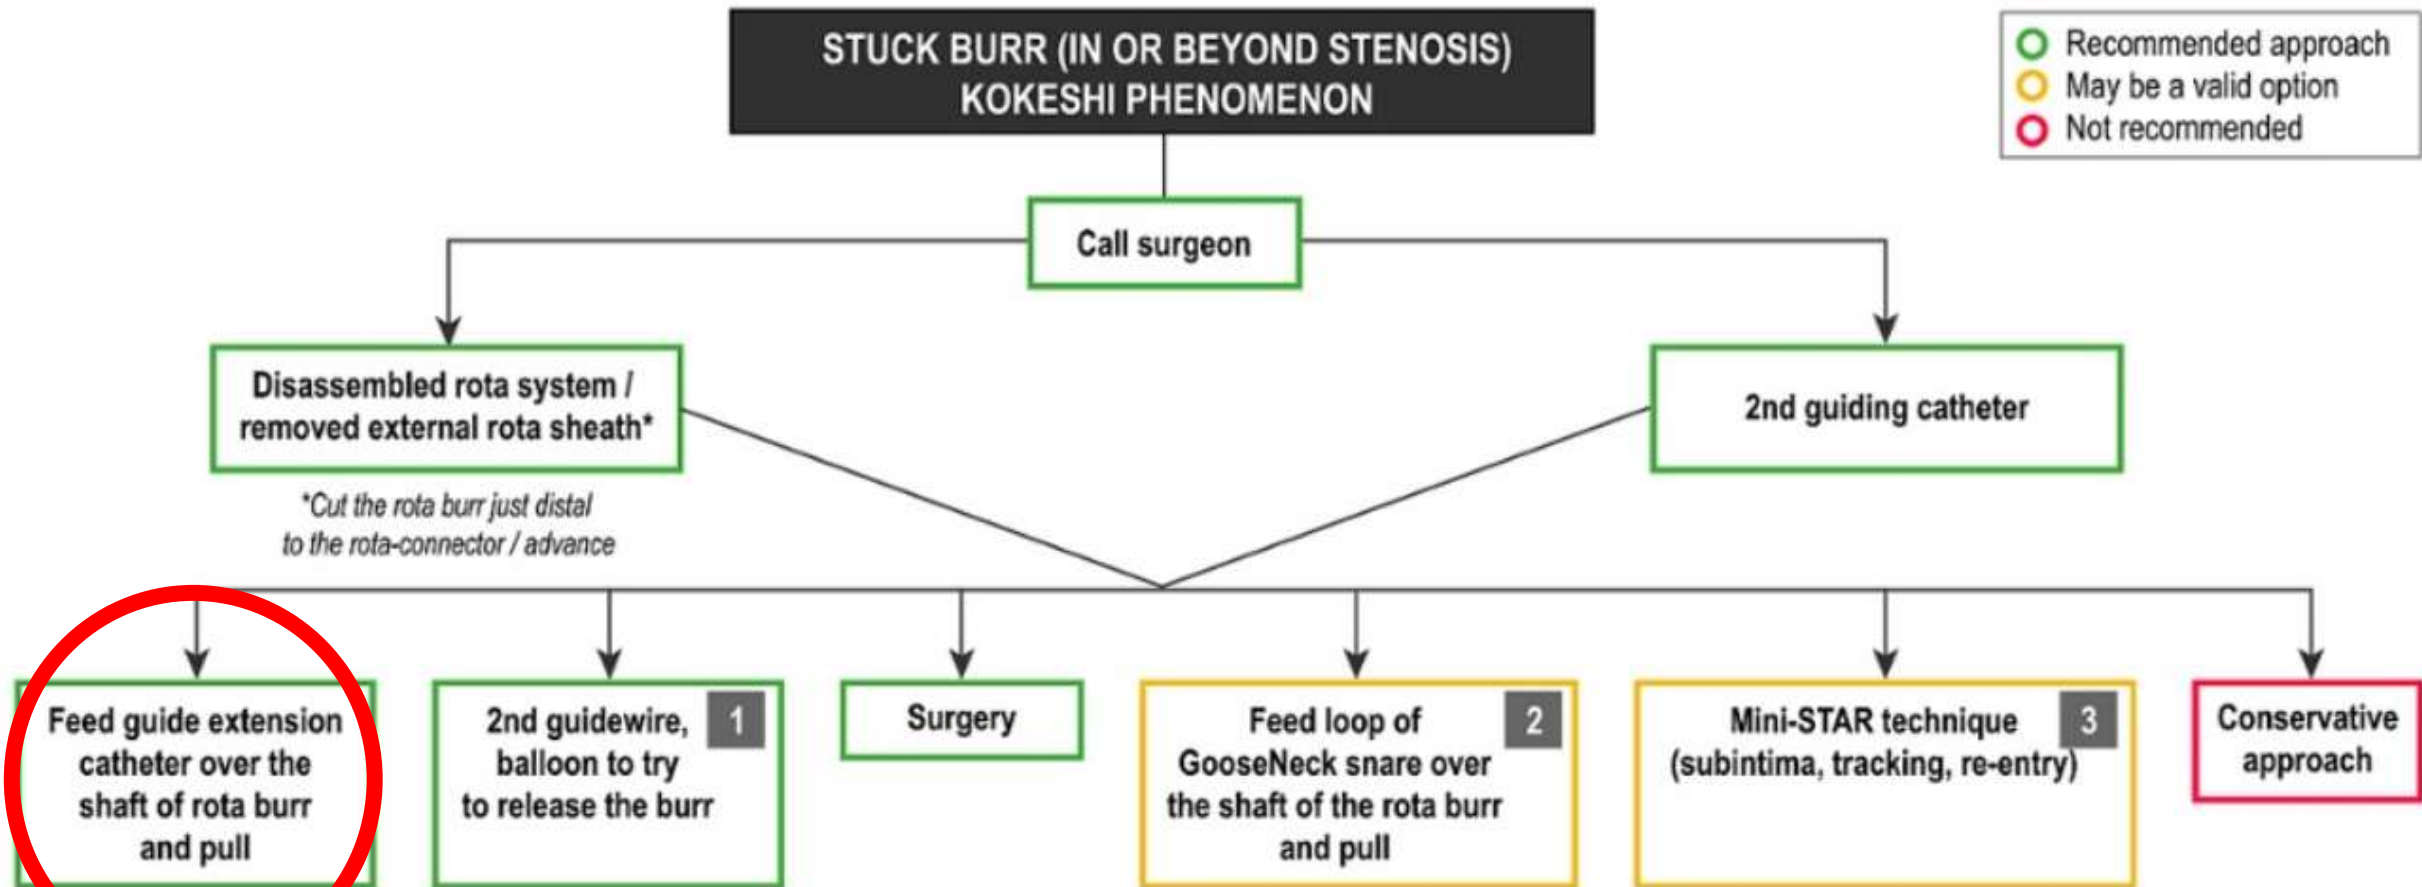 STUCK BURR (IN OR BEYOND STENOSIS)
KOKESHI PHENOMENON
Recommended approach
May be a valid option
Not recommended
Call surgeon
Disassembled rota system /
removed external rota sheath*
2nd guiding catheter
*Cut the rota burr just distal
to the rota-connector / advance
Feed guide extension
catheter over the
shaft of rota burr
and pull
2nd guidewire,
balloon to try
to release the burr
1
Surgery
Feed loop of
GooseNeck snare over
the shaft of the rota burr
and pull
2
Mini-STAR technique
(subintima, tracking, re-entry)
3
Conservative
approach